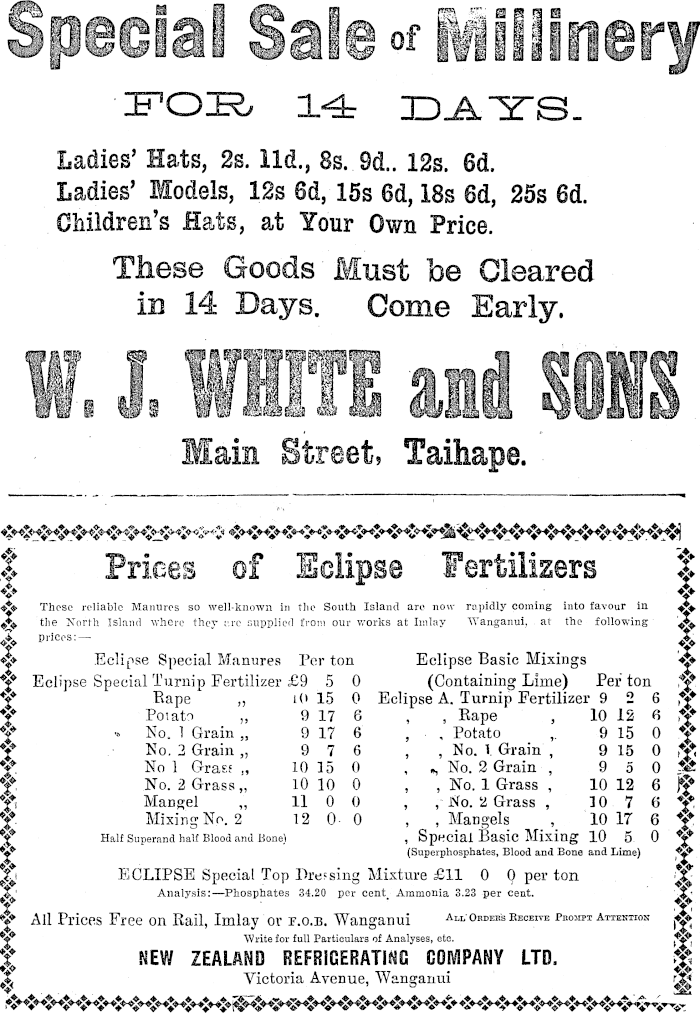 Special Sale of Millinery
FOR 14 DAYS.
Ladies' Hats, 2s. 11d., 8s. 9d.. 12s. 6d.
Ladies' Models, 12s 6d, 15s 6d, 18s 6d, 25s 6d.
Children's Hats, at Your Own Price.
These Goods Must be Cleared
in 14 Days. Come Early.
W. J. WHITE and SONS
Main Street, Taihape.
Prices of Eclipse Fertilizers
These reliable Manures so well-known in the South Island are now rapidly coming into favour in
the North Island where they are supplied from our works at Imlay Wanganui, at the following
prices:—
Eclipse Special Manures Per ton
Eclipse Special Turnip Fertilizer £9 5 0
Rape ,, 10 15 0
Potato ,, 9 17 6
No. 1 Grain ,, 9 17 6
No. 2 Grain ,, 9 7 6
No 1 Grass ,, 10 15 0
No. 2 Grass ,, 10 10 0
Mangel ,, 11 0 0
Mixing No. 2 12 0 0
Half Superand half Blood and Bone)
Eclipse Basic Mixings
(Containing Lime) Per ton
Eclipse A. Turnip Fertilizer 9 2 6
, , Rape , 10 12 6
, , Potato , 9 15 0
, , No. 1 Grain , 9 15 0
, , No. 2 Grain , 9 5 0
, , No. 1 Grass , 10 12 6
, , No. 2 Grass , 10 7 6
, , Mangels , 10 17 6
, Special Basic Mixing 10 5 0
(Superphosphates, Blood and Bone and Lime)
ECLIPSE Special Top Dressing Mixture £11 0 0 per ton
Analysis:—Phosphates 34.20 per cent, Ammonia 3.23 per cent.
All Prices Free on Rail, Imlay or F.O.B. Wanganui
ALL ORDERS RECEIVE PROMPT ATTENTION
Write for full Particulars of Analyses, etc.
NEW ZEALAND REFRIGERATING COMPANY LTD.
Victoria Avenue, Wanganui